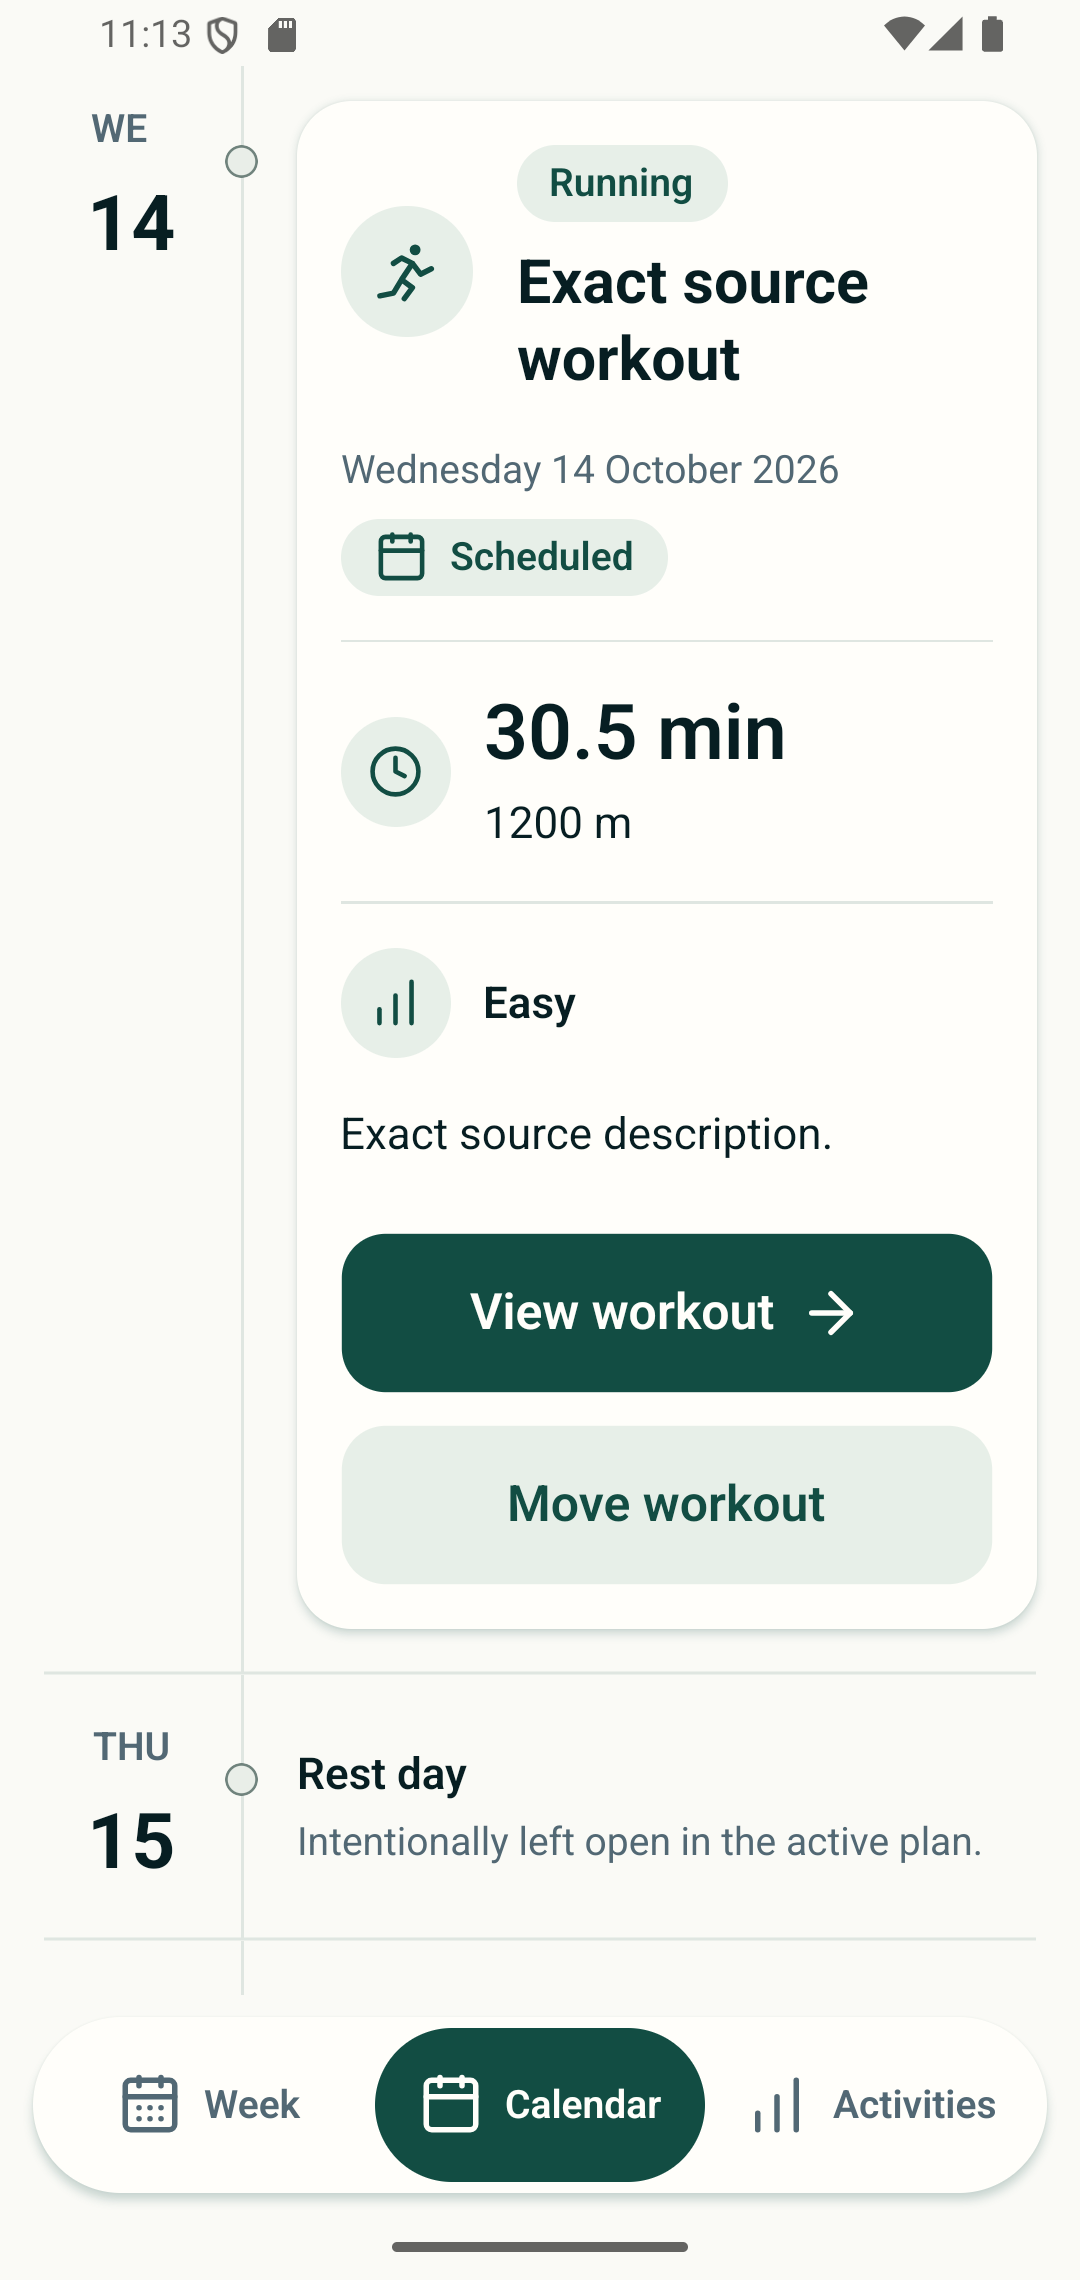 11:13
WE
14
Running
Exact source
workout
Wednesday 14 October 2026
Scheduled
30.5 min
1200 m
Easy
Exact source description.
View workout
Move workout
THU
15
Rest day
Intentionally left open in the active plan.
Week
Calendar
Activities